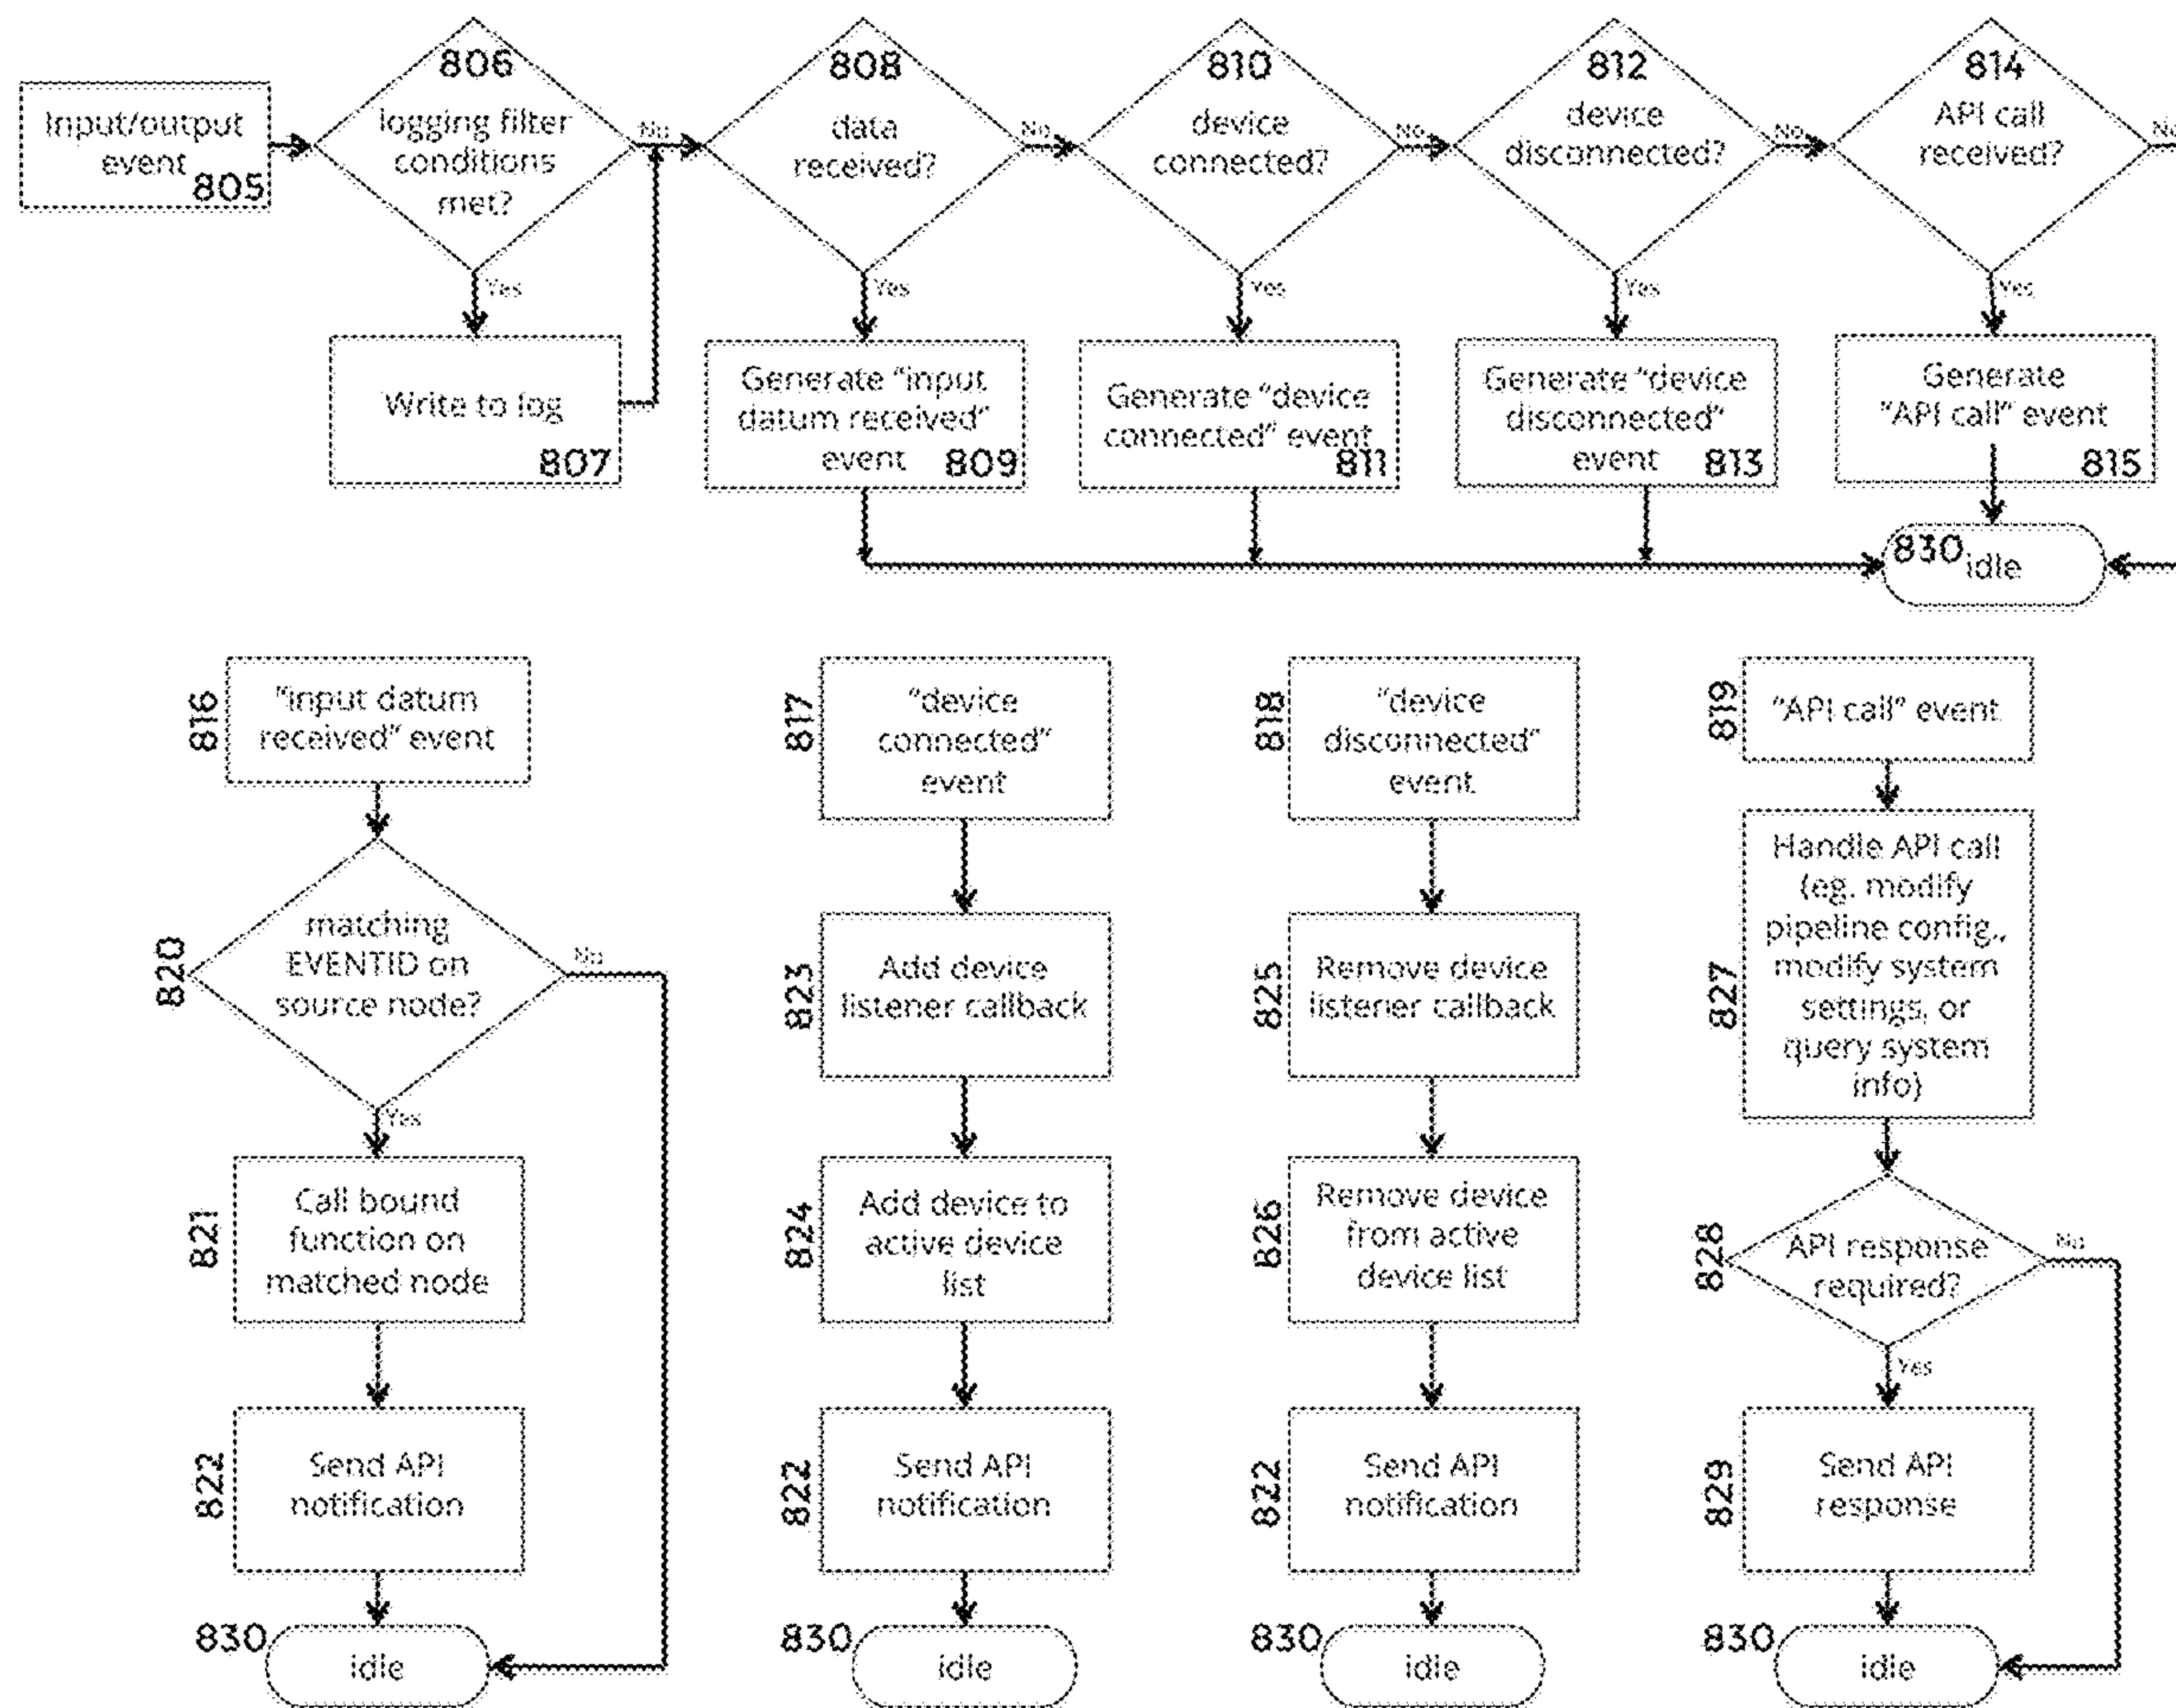 806
808
810
812
814
Input/output
event
805
logging filter
conditions
met?
No
data
received?
No
device
connected?
No
device
disconnected?
No
API call
received?
No
Yes
Yes
Yes
Yes
Yes
Write to log
807
Generate "input
datum received"
event
809
Generate "device
connected" event
811
Generate "device
disconnected"
event
813
Generate
"API call" event
815
830
idle
816
"input datum
received" event
817
"device
connected"
event
818
"device
disconnected"
event
819
"API call" event
820
matching
EVENTID on
source node?
No
Yes
823
Add device
listener callback
825
Remove device
listener callback
827
Handle API call
(eg. modify
pipeline config.,
modify system
settings, or
query system
info)
821
Call bound
function on
matched node
824
Add device to
active device
list
826
Remove device
from active
device list
828
API response
required?
No
Yes
822
Send API
notification
822
Send API
notification
822
Send API
notification
829
Send API
response
830
idle
830
idle
830
idle
830
idle